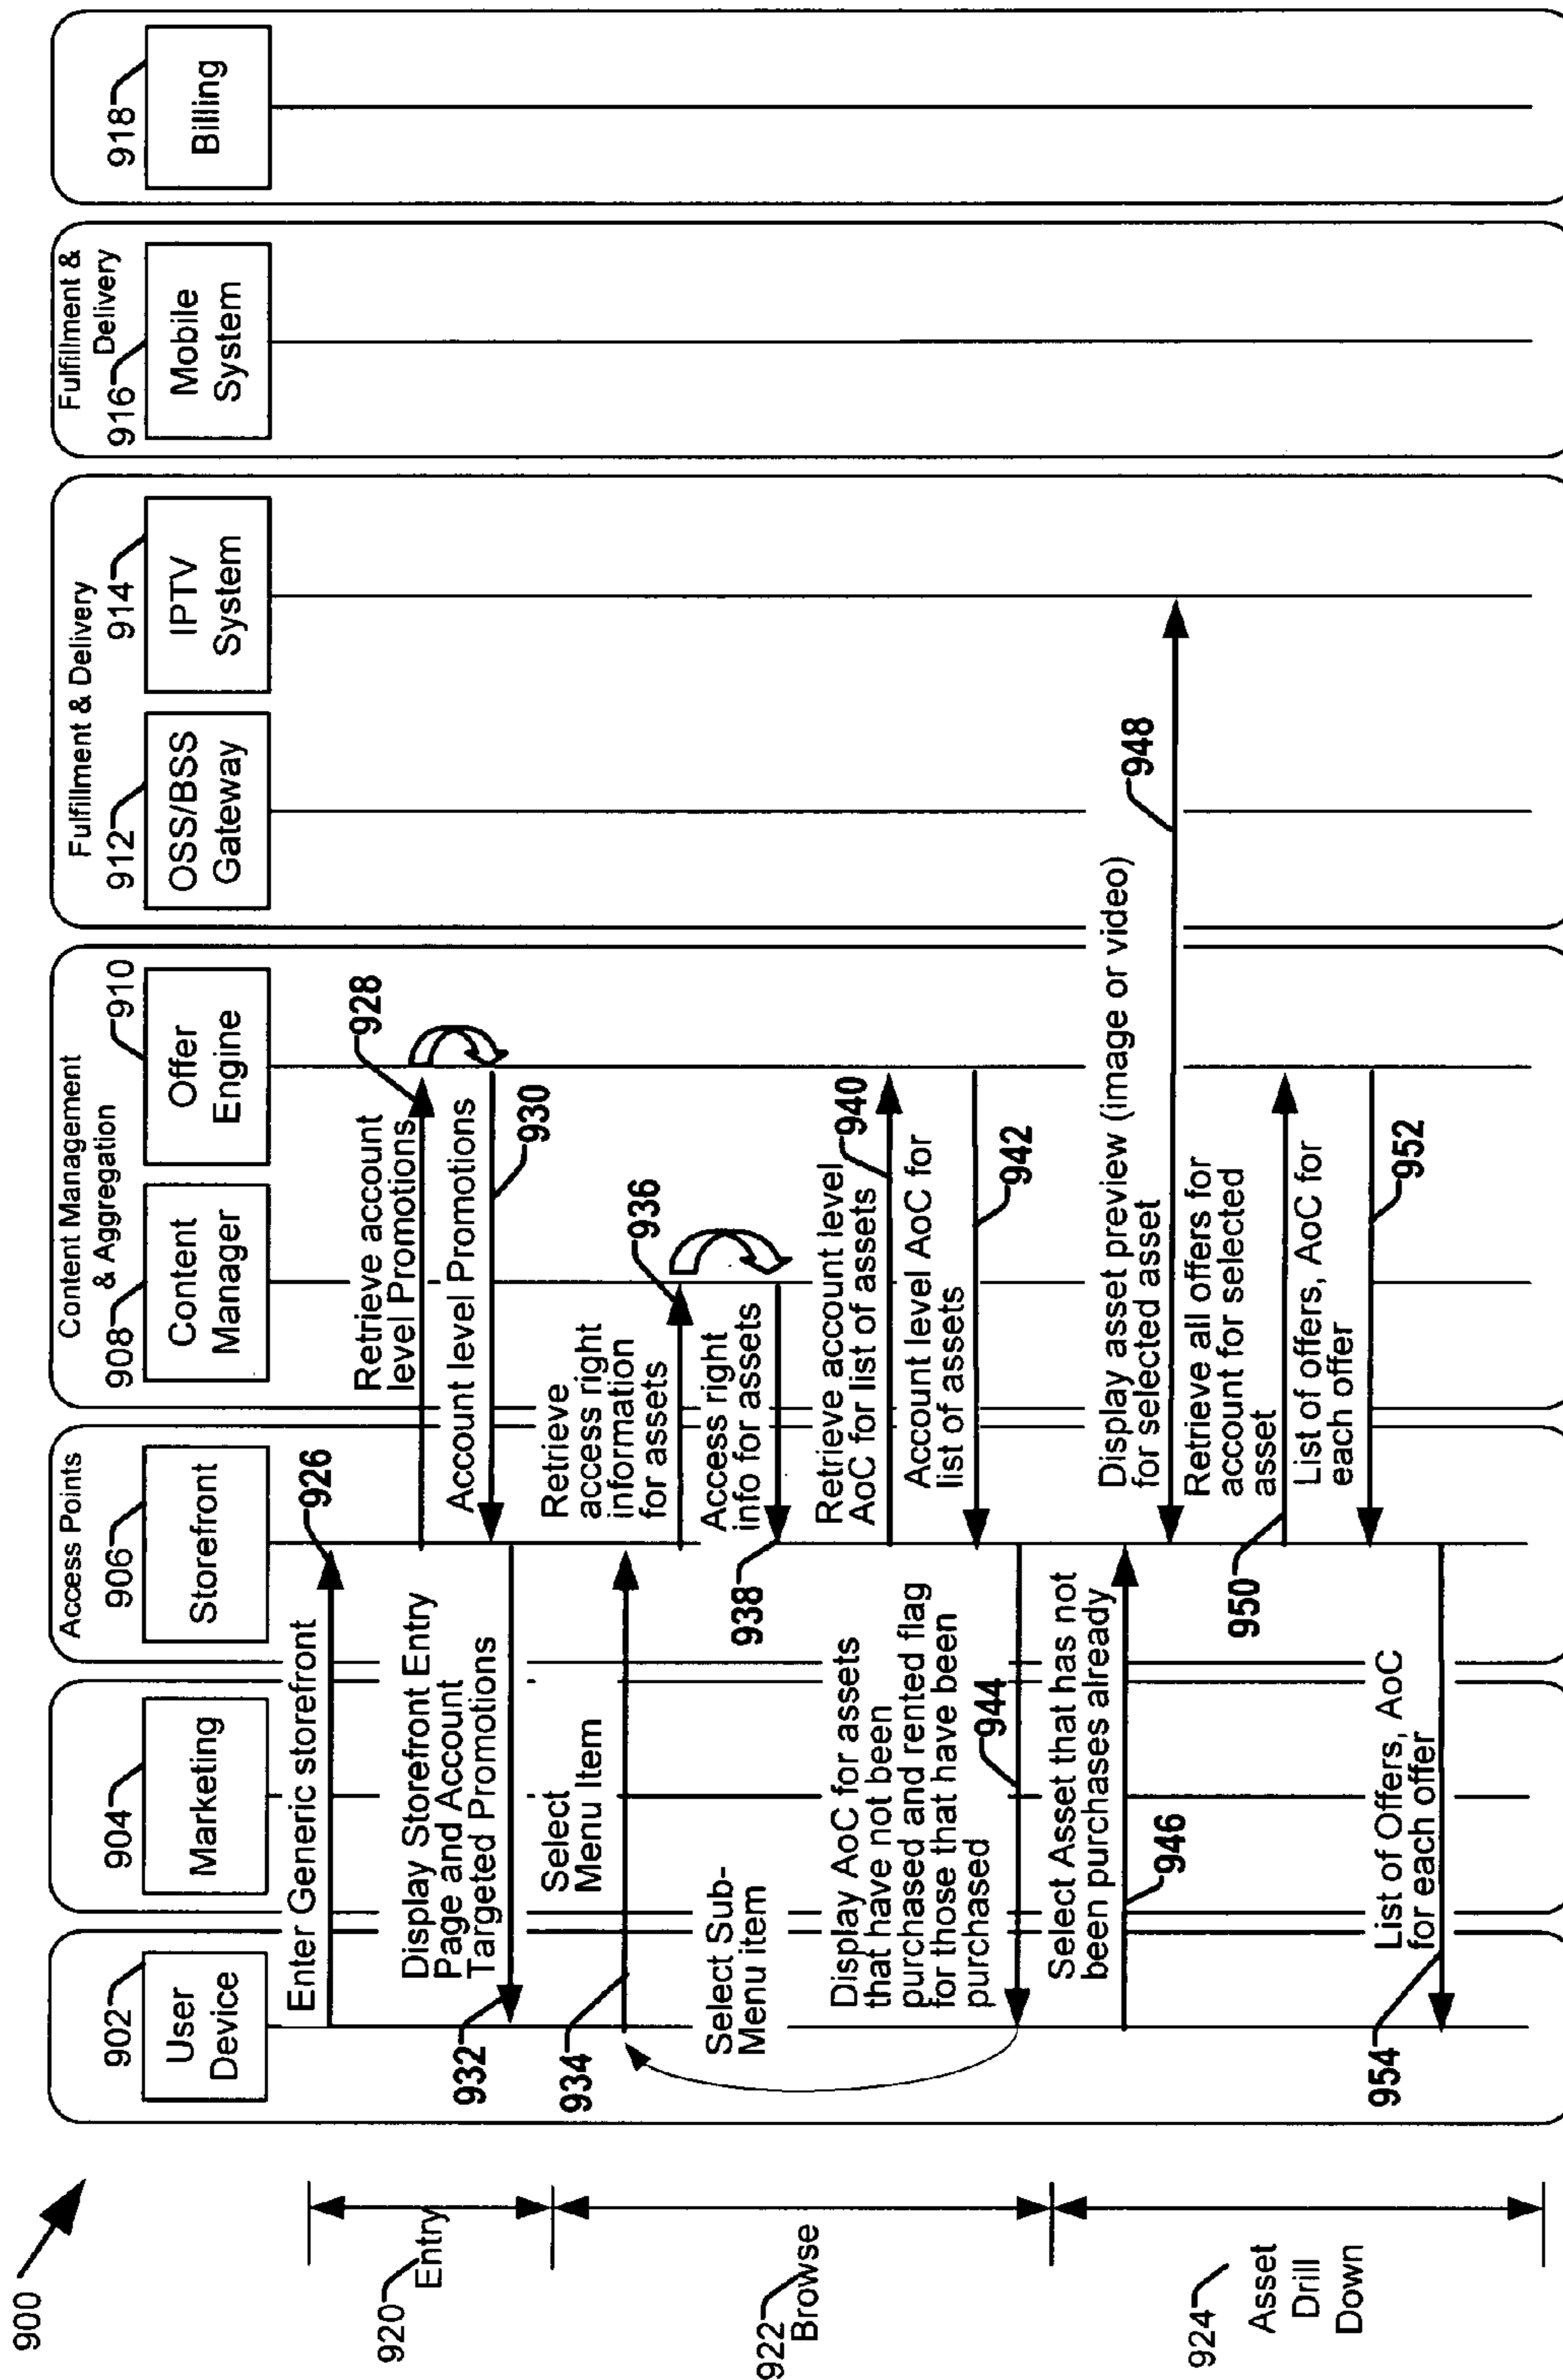 900
902
User
Device
904
Marketing
Access Points
906
Storefront
Content Management
& Aggregation
908
Content
Manager
910
Offer
Engine
Fulfillment & Delivery
912
OSS/BSS
Gateway
914
IPTV
System
Fulfillment &
Delivery
916
Mobile
System
918
Billing
920
Entry
Enter Generic storefront
926
Retrieve account
level Promotions
928
Account level Promotions
930
Display Storefront Entry
Page and Account
Targeted Promotions
932
922
Browse
Select
Menu Item
934
Retrieve
access right
information
for assets
936
Access right
info for assets
938
Select Sub-
Menu item
Retrieve account level
AoC for list of assets
940
Account level AoC for
list of assets
942
Display AoC for assets
that have not been
purchased and rented flag
for those that have been
purchased
944
924
Asset
Drill
Down
Select Asset that has not
been purchases already
946
Display asset preview (image or video)
for selected asset
948
Retrieve all offers for
account for selected
asset
950
List of offers, AoC for
each offer
952
List of Offers, AoC
for each offer
954